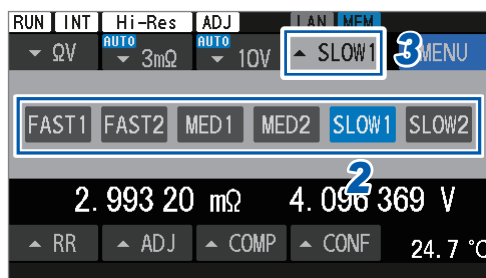 RUN INT Hi-Res ADJ LAN MEM
ΩV AUTO 3mΩ AUTO 10V SLOW1 3 MENU
FAST1 FAST2 MED1 MED2 SLOW1 SLOW2
2
2.993 20 mΩ 4.096 369 V
RR ADJ COMP CONF 24.7 °C